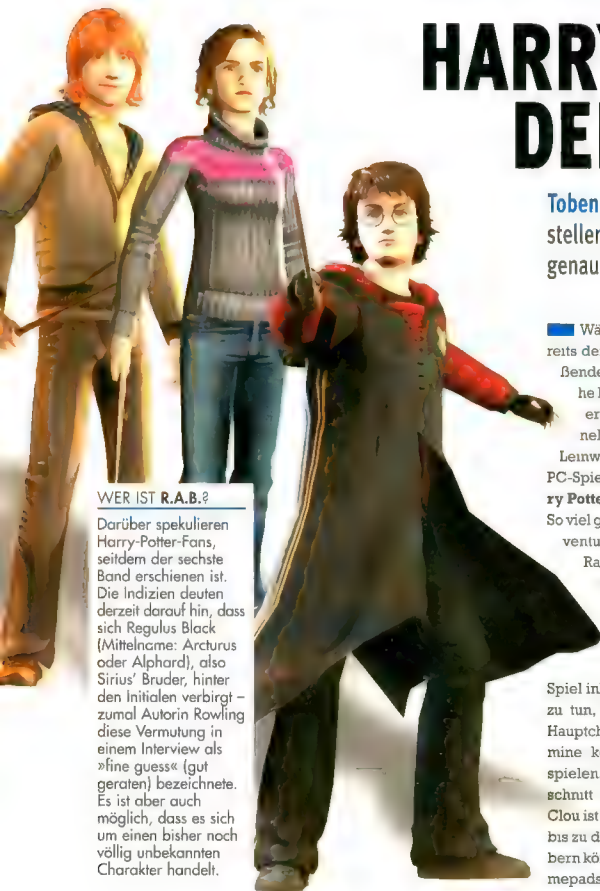 HARRY
DE
Toben
steller
genau
Wä
reits de
ßende
he
er
nel
Leinw
PC-Spie
ry Potte
So viel g
ventu
Ra
WER IST R.A.B.?
Darüber spekulieren
Harry-Potter-Fans,
seitdem der sechste
Band erschienen ist.
Die Indizien deuten
derzeit darauf hin, dass
sich Regulus Black
(Mittelname: Arcturus
oder Alphard), also
Sirius' Bruder, hinter
den Initialen verbirgt –
zumal Autorin Rowling
diese Vermutung in
einem Interview als
»fine guess« (gut
geraten) bezeichnete.
Es ist aber auch
möglich, dass es sich
um einen bisher noch
völlig unbekannten
Charakter handelt.
Spiel in
zu tun,
Hauptch
mine k
spielen.
schnitt
Clou ist
bis zu d
bern kö
mepads